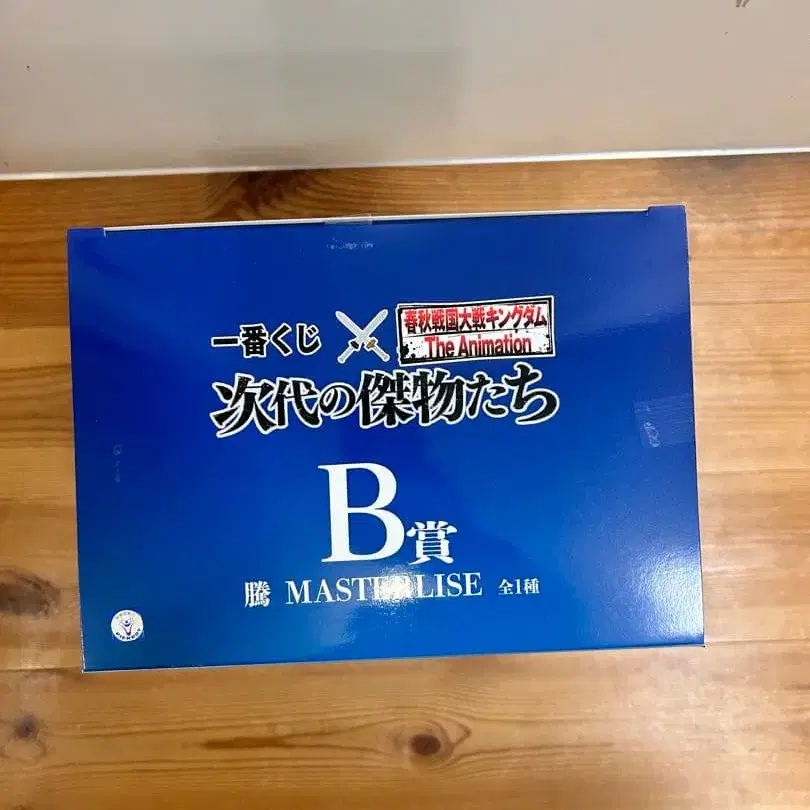 一番くじ
春秋戦国大戦キングダム
The Animation
次代の傑物たち
B賞
騰 MASTERLISE 全1種